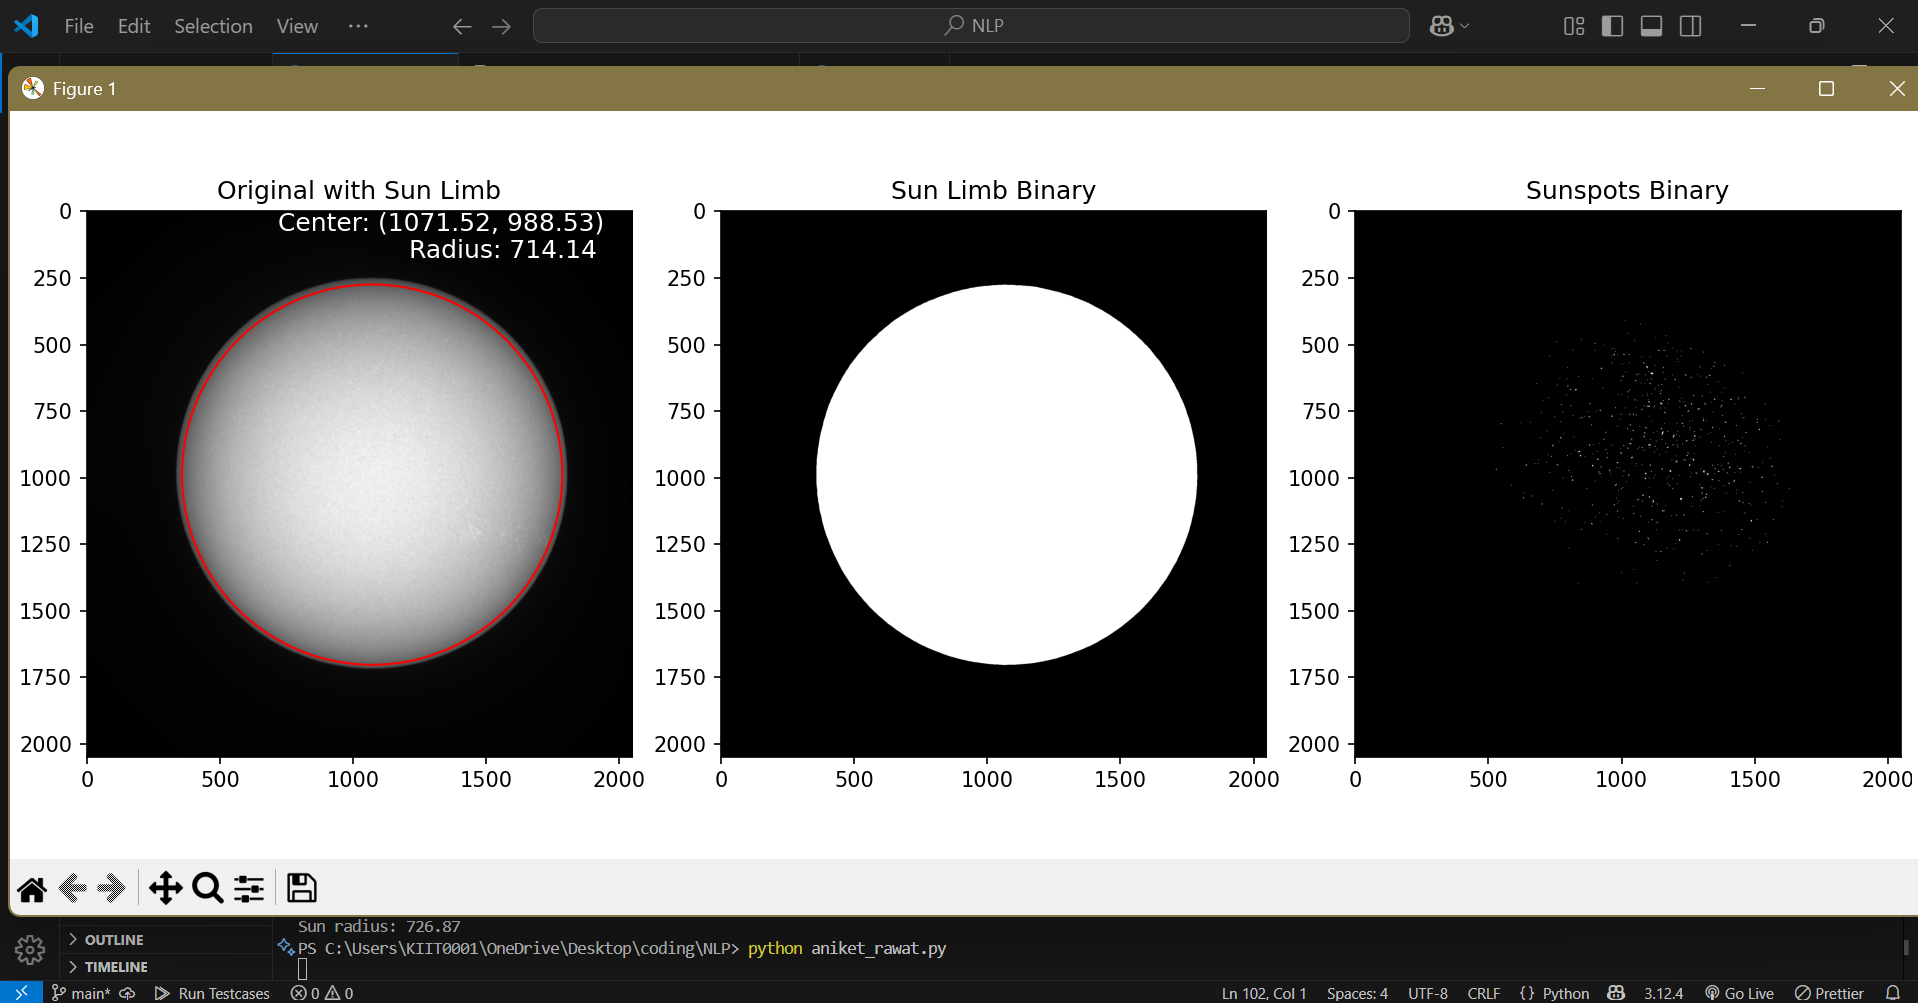 File Edit Selection View ··· NLP
Figure 1
Original with Sun Limb
Center: (1071.52, 988.53)
Radius: 714.14
0
250
500
750
1000
1250
1500
1750
2000
0 500 1000 1500 2000
Sun Limb Binary
0
250
500
750
1000
1250
1500
1750
2000
0 500 1000 1500 2000
Sunspots Binary
0
250
500
750
1000
1250
1500
1750
2000
0 500 1000 1500 2000
OUTLINE
TIMELINE
Sun radius: 726.87
PS C:\Users\KIIT0001\OneDrive\Desktop\coding\NLP> python aniket_rawat.py
main* Run Testcases 0 0 Ln 102, Col 1 Spaces: 4 UTF-8 CRLF {} Python 3.12.4 Go Live Prettier